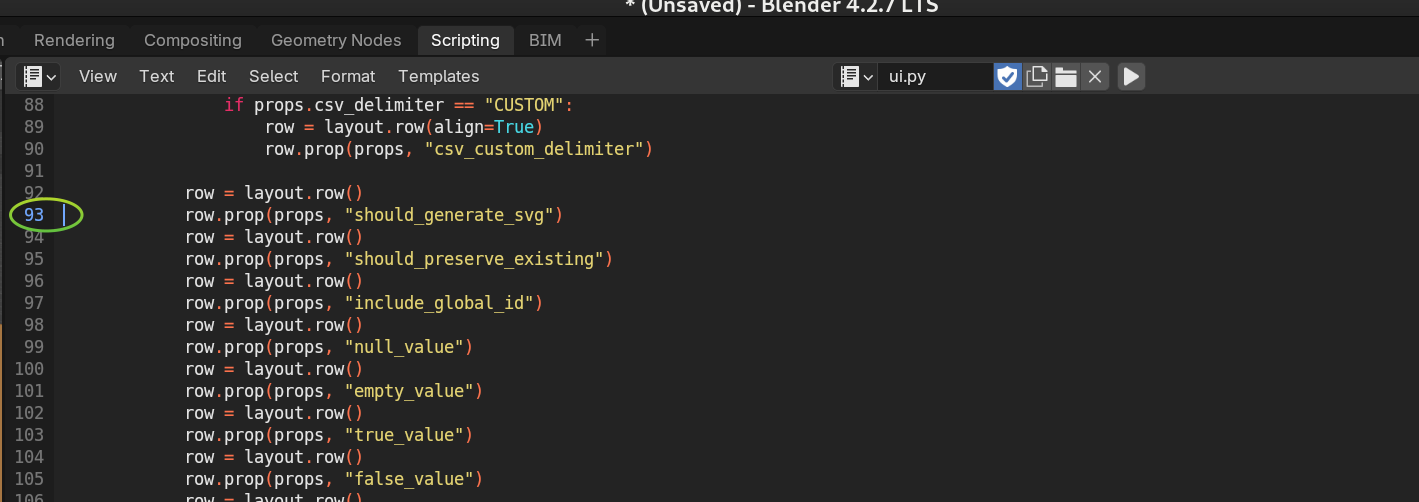 * (Unsaved) - Blender 4.2.7 LTS
Rendering Compositing Geometry Nodes Scripting BIM +
View Text Edit Select Format Templates ui.py
88 if props.csv_delimiter == "CUSTOM":
89 row = layout.row(align=True)
90 row.prop(props, "csv_custom_delimiter")
91
92 row = layout.row()
93 row.prop(props, "should_generate_svg")
94 row = layout.row()
95 row.prop(props, "should_preserve_existing")
96 row = layout.row()
97 row.prop(props, "include_global_id")
98 row = layout.row()
99 row.prop(props, "null_value")
100 row = layout.row()
101 row.prop(props, "empty_value")
102 row = layout.row()
103 row.prop(props, "true_value")
104 row = layout.row()
105 row.prop(props, "false_value")
106 row = layout.row()